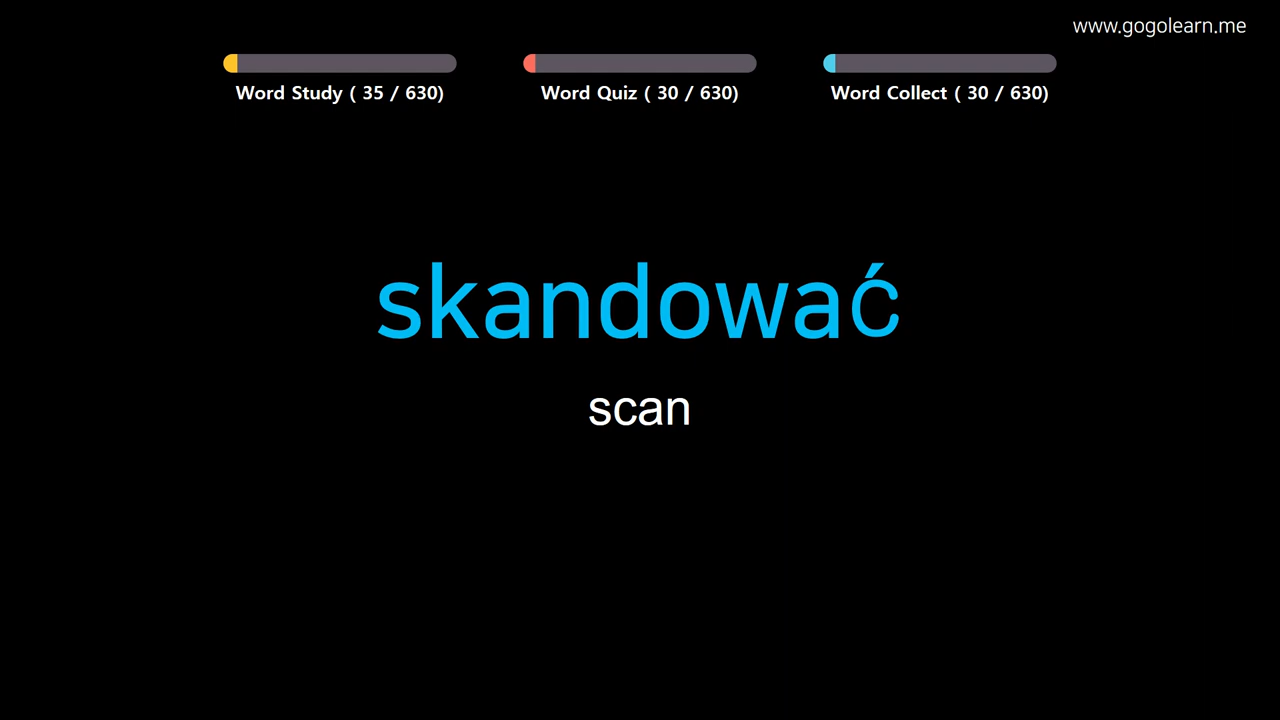 www.gogolearn.me
Word Study ( 35 / 630)
Word Quiz ( 30 / 630)
Word Collect ( 30 / 630)
skandować
scan